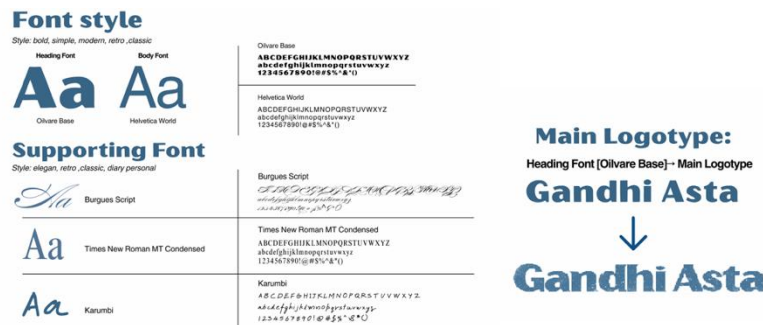 Font style
Style: bold, simple, modern, retro ,classic
Heading Font
Aa
Oilvare Base
Body Font
Aa
Helvetica World
Oilvare Base
ABCDEFGHIJKLMNOPQRSTUVWXYZ
abcdefghijklmnopqrstuvwxyz
1234567890!@#$%^&*()
Helvetica World
ABCDEFGHIJKLMNOPQRSTUVWXYZ
abcdefghijklmnopqrstuvwxyz
1234567890!@#$%^&*()
Supporting Font
Style: elegan, retro ,classic, diary personal
Aa
Burgues Script
Burgues Script
Aa
Times New Roman MT Condensed
Times New Roman MT Condensed
ABCDEFGHIJKLMNOPQRSTUVWXYZ
abcdefghijklmnopqrstuvwxyz
1234567890!@#$%^&*()
Aa
Karumbi
Karumbi
ABCDEFGHIJKLMNOPQRSTUVWXYZ
abcdefghijklmnopqrstuvwxyz
1234567890!@#$%^&*()
Main Logotype:
Heading Font [Oilvare Base]→ Main Logotype
Gandhi Asta
Gandhi Asta